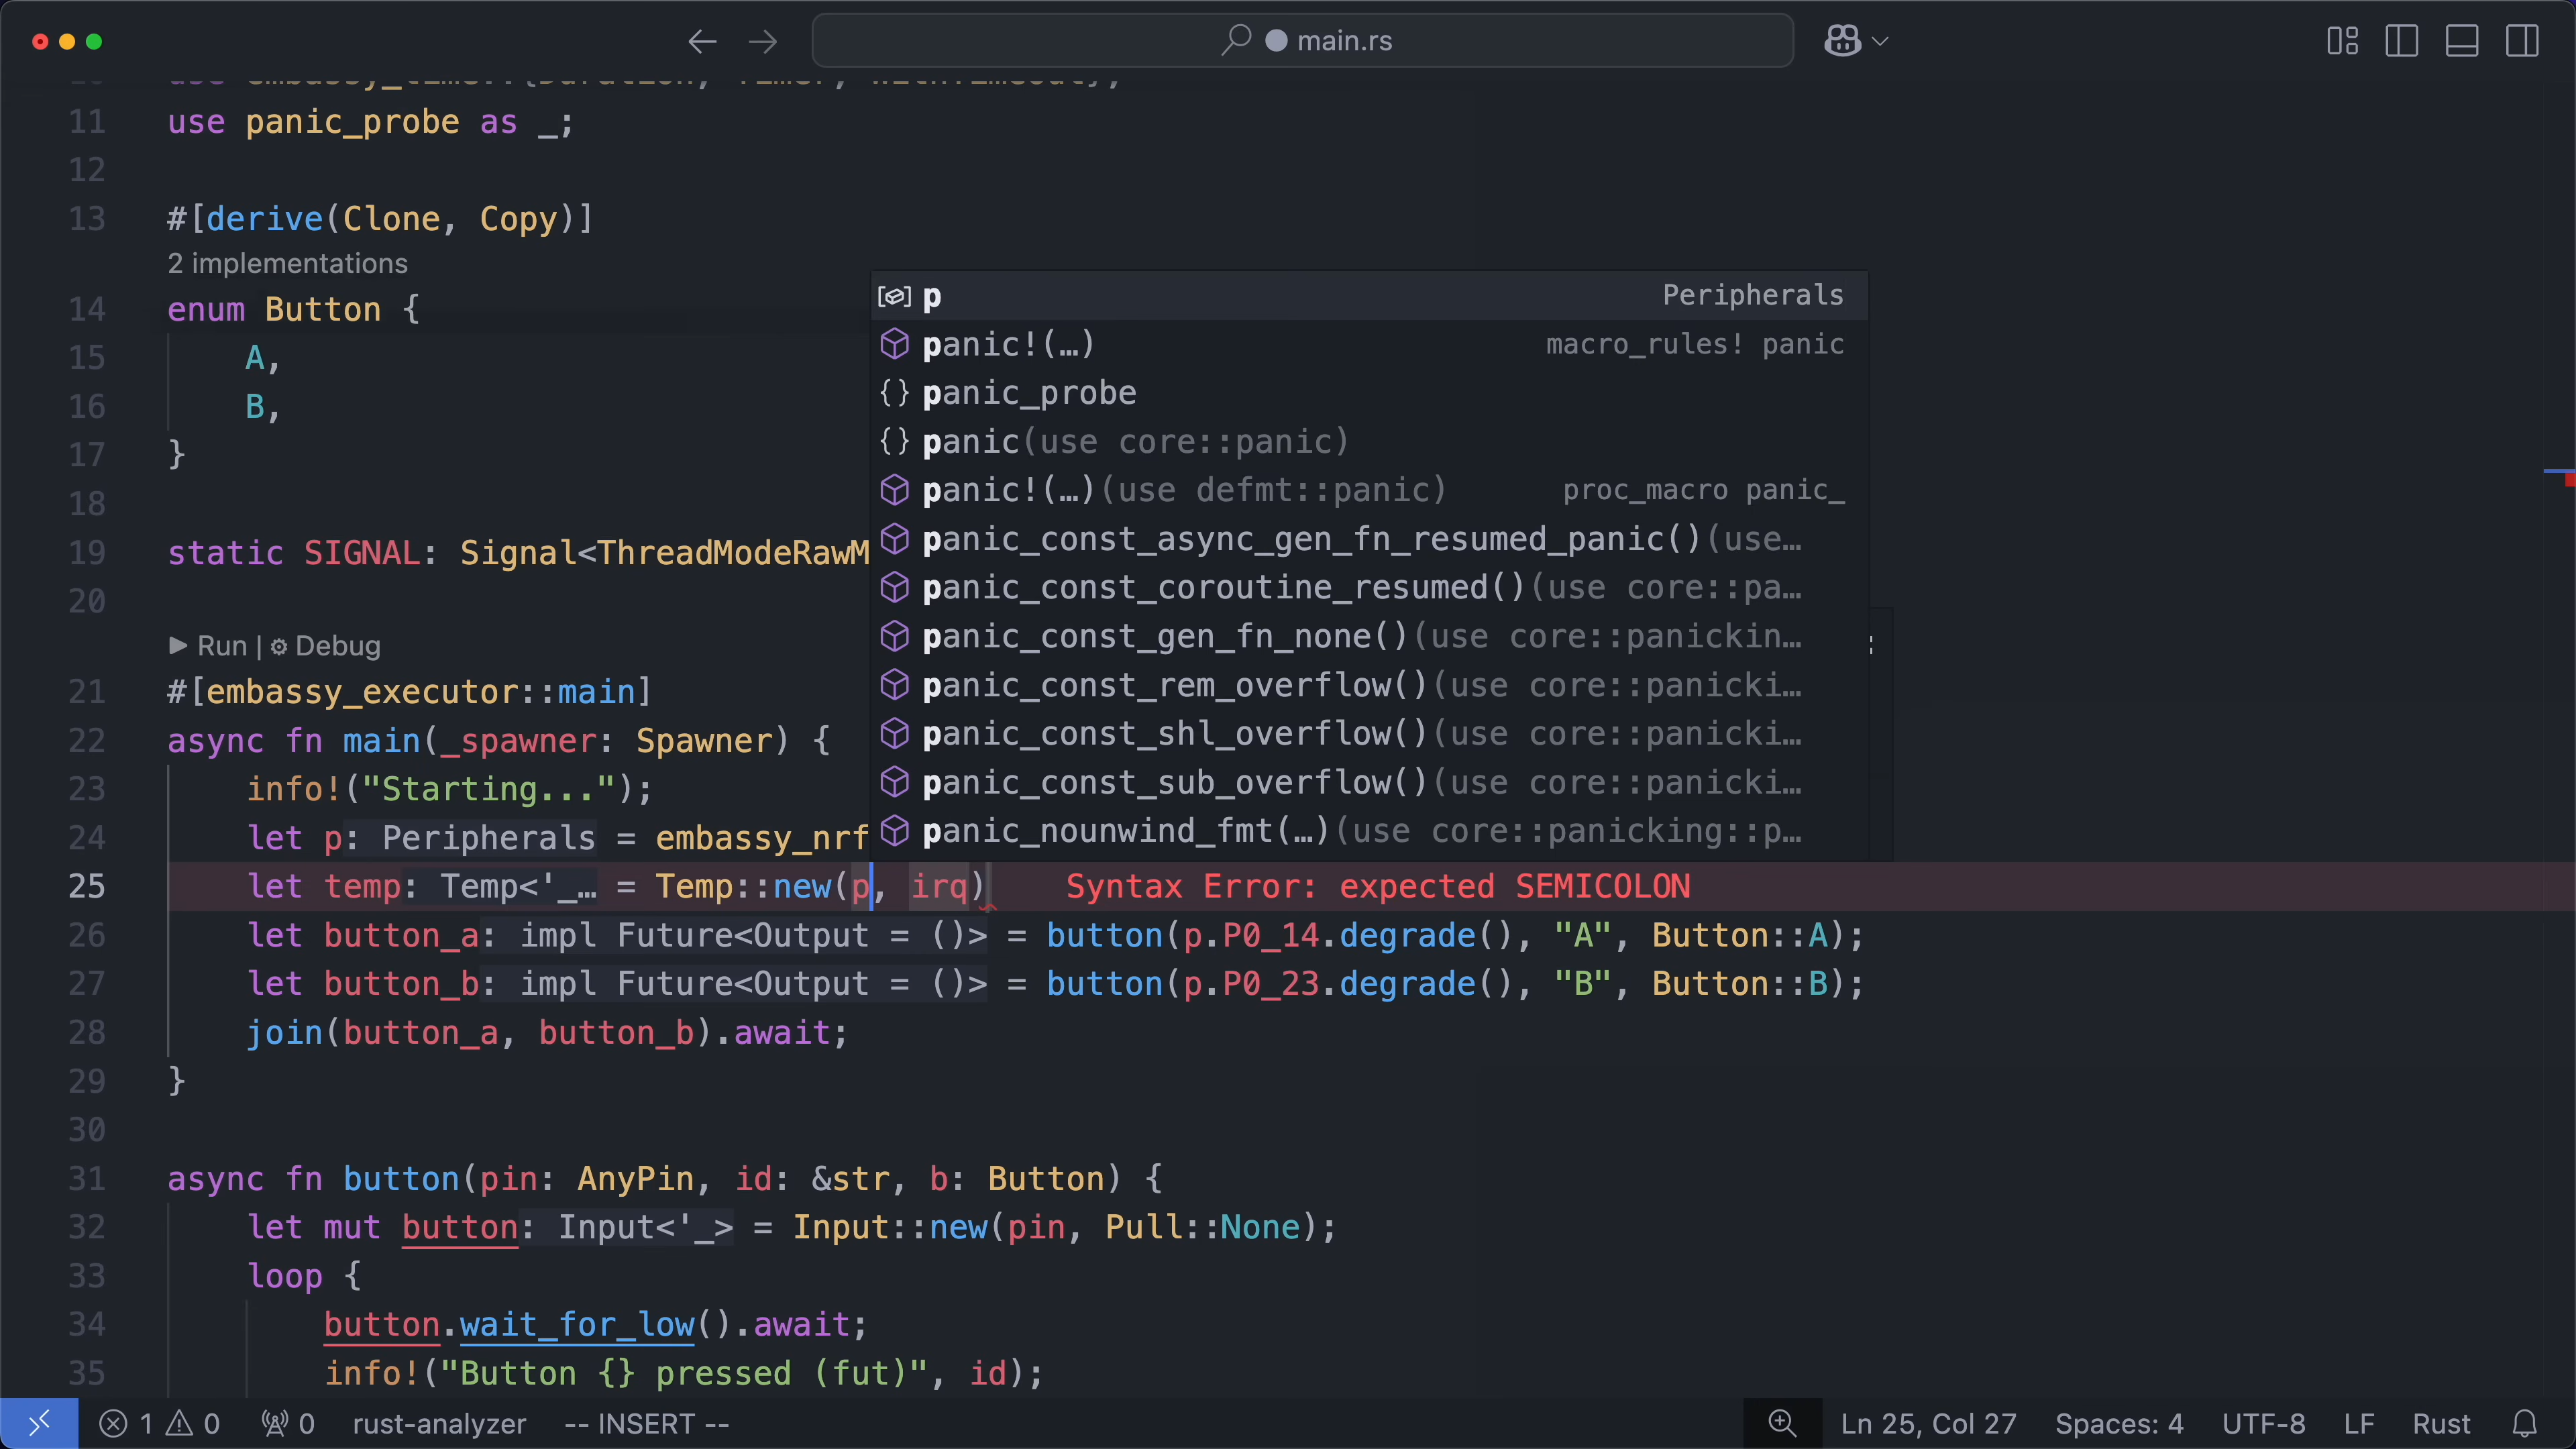 main.rs
use embassy_time::{Duration, Timer, WithTimeout};
11 use panic_probe as _;
12
13 #[derive(Clone, Copy)]
2 implementations
14 enum Button {
15 A,
16 B,
17 }
18
19 static SIGNAL: Signal<ThreadModeRawM
20
Run | Debug
21 #[embassy_executor::main]
22 async fn main(_spawner: Spawner) {
23 info!("Starting...");
24 let p: Peripherals = embassy_nrf
25 let temp: Temp<'_… = Temp::new(p, irq) Syntax Error: expected SEMICOLON
26 let button_a: impl Future<Output = ()> = button(p.P0_14.degrade(), "A", Button::A);
27 let button_b: impl Future<Output = ()> = button(p.P0_23.degrade(), "B", Button::B);
28 join(button_a, button_b).await;
29 }
30
31 async fn button(pin: AnyPin, id: &str, b: Button) {
32 let mut button: Input<'_> = Input::new(pin, Pull::None);
33 loop {
34 button.wait_for_low().await;
35 info!("Button {} pressed (fut)", id);
p Peripherals
panic!(…) macro_rules! panic
{} panic_probe
{} panic(use core::panic)
panic!(…)(use defmt::panic) proc_macro panic_
panic_const_async_gen_fn_resumed_panic()(use…
panic_const_coroutine_resumed()(use core::pa…
panic_const_gen_fn_none()(use core::panickin…
panic_const_rem_overflow()(use core::panicki…
panic_const_shl_overflow()(use core::panicki…
panic_const_sub_overflow()(use core::panicki…
panic_nounwind_fmt(…)(use core::panicking::p…
1 0 0 rust-analyzer -- INSERT -- Ln 25, Col 27 Spaces: 4 UTF-8 LF Rust